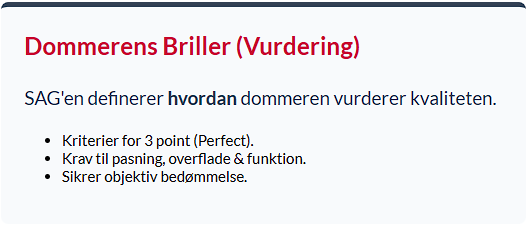 Dommerens Briller (Vurdering)
SAG'en definerer hvordan dommeren vurderer kvaliteten.
• Kriterier for 3 point (Perfect).
• Krav til pasning, overflade & funktion.
• Sikrer objektiv bedømmelse.